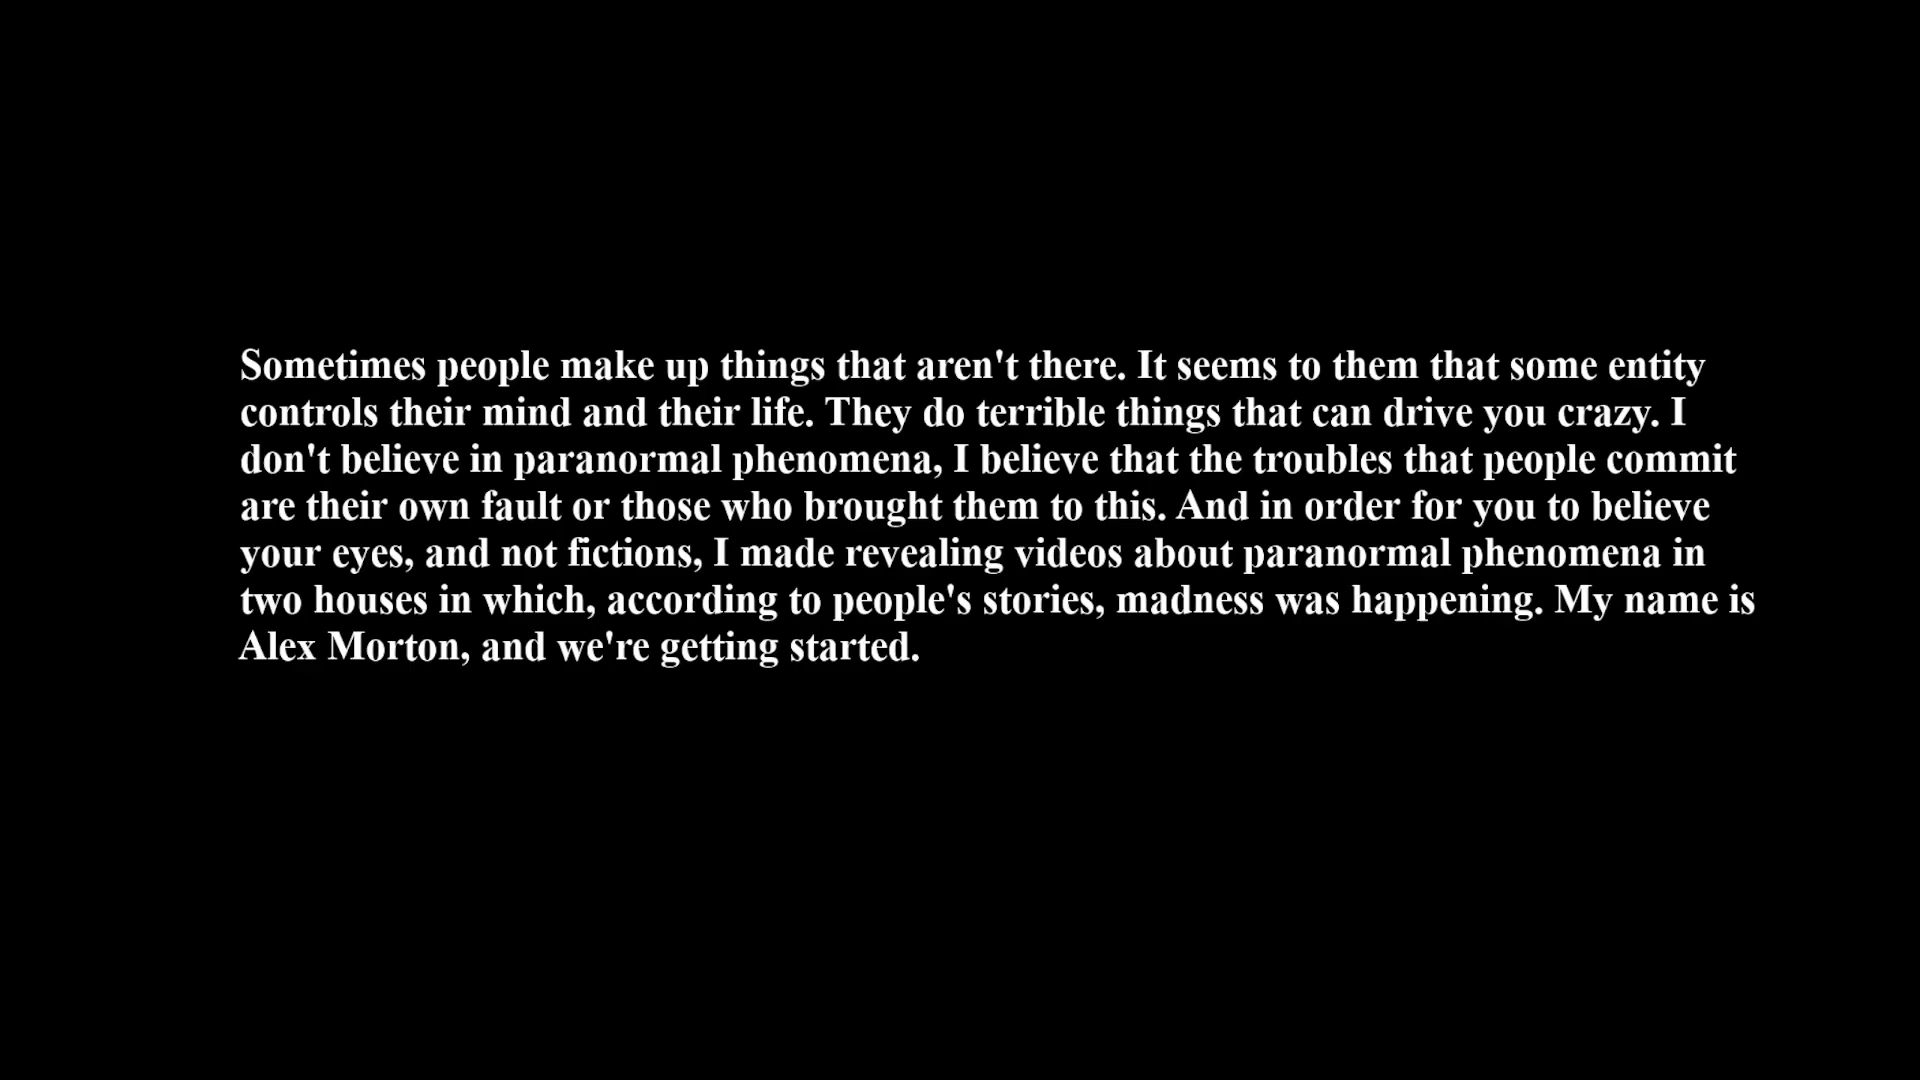 Sometimes people make up things that aren't there. It seems to them that some entity
controls their mind and their life. They do terrible things that can drive you crazy. I
don't believe in paranormal phenomena, I believe that the troubles that people commit
are their own fault or those who brought them to this. And in order for you to believe
your eyes, and not fictions, I made revealing videos about paranormal phenomena in
two houses in which, according to people's stories, madness was happening. My name is
Alex Morton, and we're getting started.